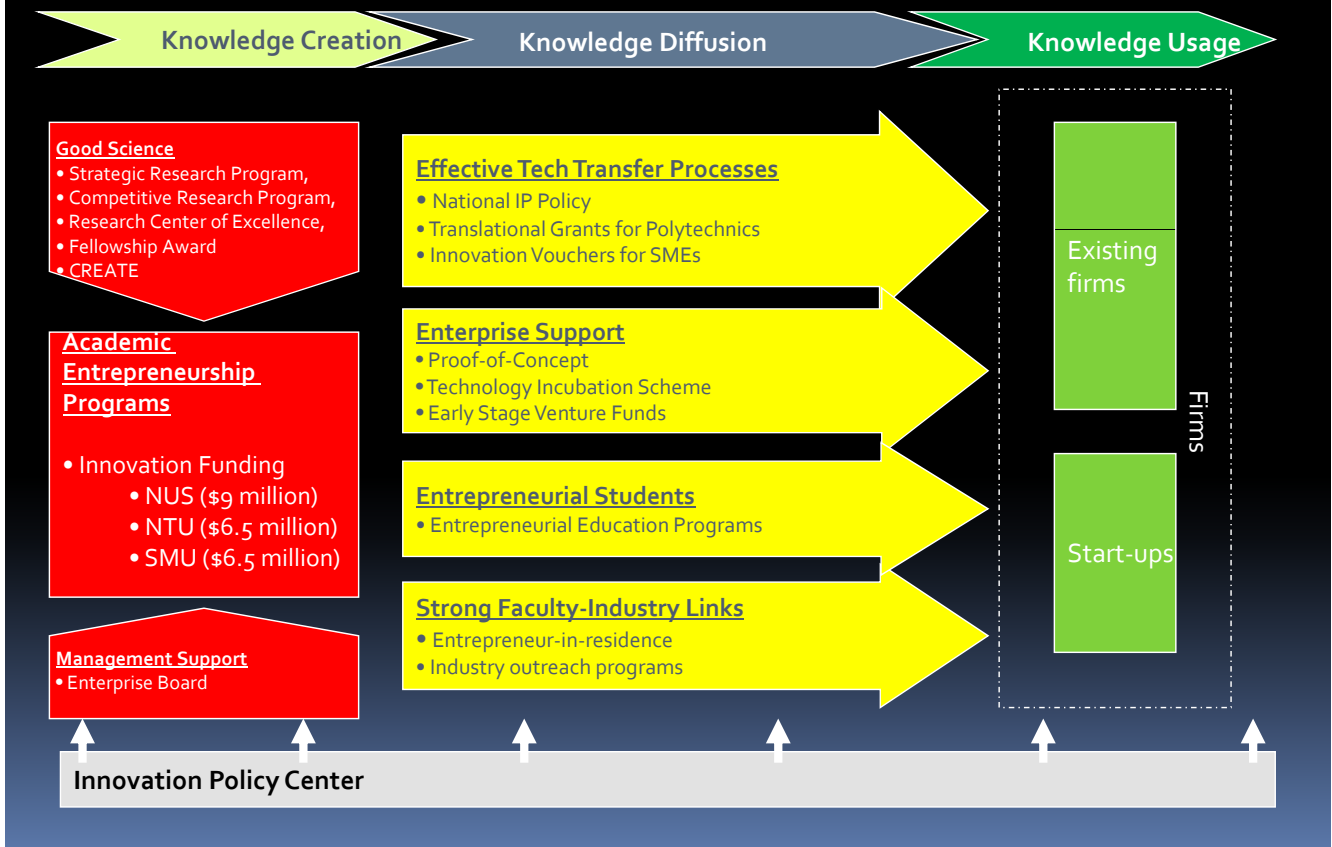 Knowledge Creation
Knowledge Diffusion
Knowledge Usage
Good Science
• Strategic Research Program,
• Competitive Research Program,
• Research Center of Excellence,
• Fellowship Award
• CREATE
Academic
Entrepreneurship
Programs
• Innovation Funding
• NUS ($9 million)
• NTU ($6.5 million)
• SMU ($6.5 million)
Management Support
• Enterprise Board
Effective Tech Transfer Processes
• National IP Policy
• Translational Grants for Polytechnics
• Innovation Vouchers for SMEs
Enterprise Support
• Proof-of-Concept
• Technology Incubation Scheme
• Early Stage Venture Funds
Entrepreneurial Students
• Entrepreneurial Education Programs
Strong Faculty-Industry Links
• Entrepreneur-in-residence
• Industry outreach programs
Existing
firms
Start-ups
Firms
Innovation Policy Center